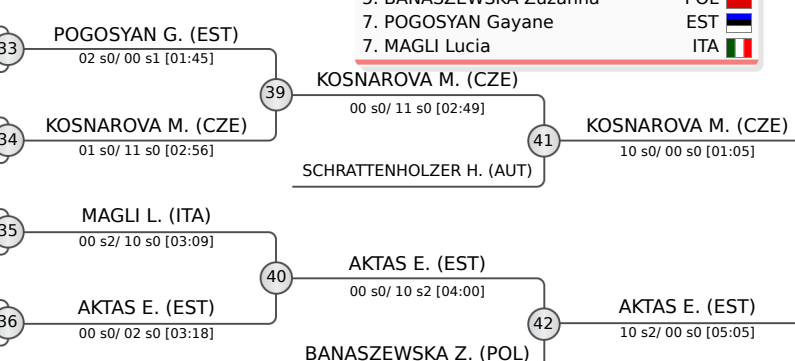 5. BANASZEWSKA Zuzanna POL
7. POGOSYAN Gayane EST
7. MAGLI Lucia ITA
33
POGOSYAN G. (EST)
02 s0/ 00 s1 [01:45]
39
KOSNAROVA M. (CZE)
00 s0/ 11 s0 [02:49]
34
KOSNAROVA M. (CZE)
01 s0/ 11 s0 [02:56]
41
KOSNAROVA M. (CZE)
10 s0/ 00 s0 [01:05]
SCHRATTENHOLZER H. (AUT)
35
MAGLI L. (ITA)
00 s2/ 10 s0 [03:09]
40
AKTAS E. (EST)
00 s0/ 10 s2 [04:00]
36
AKTAS E. (EST)
00 s0/ 02 s0 [03:18]
42
AKTAS E. (EST)
10 s2/ 00 s0 [05:05]
BANASZEWSKA Z. (POL)